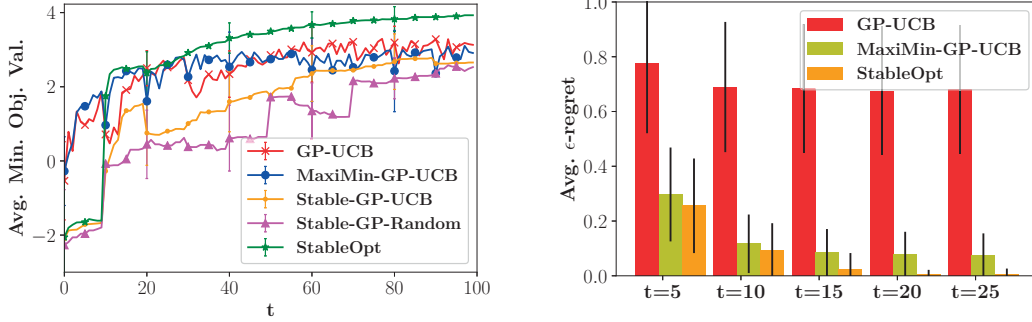 Avg. Min. Obj. Val.
4
2
0
−2
0
20
40
60
80
100
t
GP-UCB
MaxiMin-GP-UCB
Stable-GP-UCB
Stable-GP-Random
StableOpt
Avg. ϵ-regret
1.0
0.8
0.6
0.4
0.2
0.0
t=5
t=10
t=15
t=20
t=25
GP-UCB
MaxiMin-GP-UCB
StableOpt